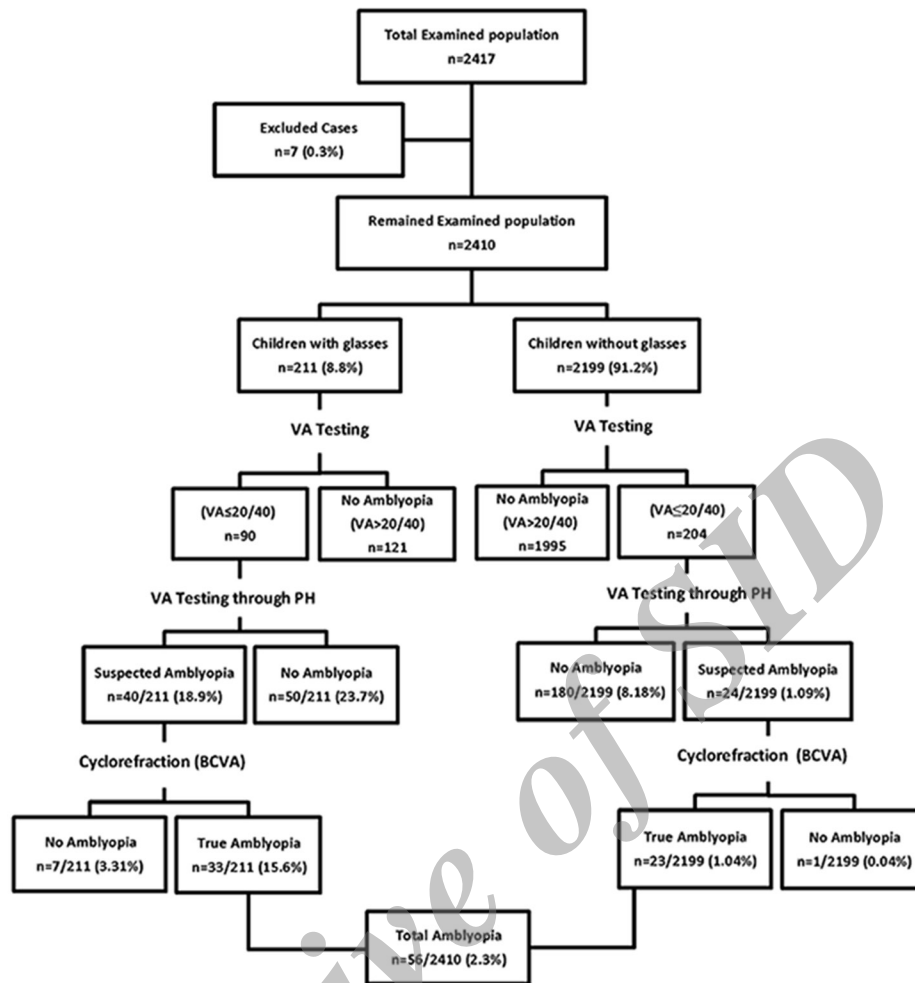 Total Examined population
n=2417
Excluded Cases
n=7 (0.3%)
Remained Examined population
n=2410
Children with glasses
n=211 (8.8%)
Children without glasses
n=2199 (91.2%)
VA Testing
VA Testing
(VA≤20/40)
n=90
No Amblyopia
(VA>20/40)
n=121
No Amblyopia
(VA>20/40)
n=1995
(VA≤20/40)
n=204
VA Testing through PH
VA Testing through PH
Suspected Amblyopia
n=40/211 (18.9%)
No Amblyopia
n=50/211 (23.7%)
No Amblyopia
n=180/2199 (8.18%)
Suspected Amblyopia
n=24/2199 (1.09%)
Cyclorefraction (BCVA)
Cyclorefraction (BCVA)
No Amblyopia
n=7/211 (3.31%)
True Amblyopia
n=33/211 (15.6%)
True Amblyopia
n=23/2199 (1.04%)
No Amblyopia
n=1/2199 (0.04%)
Total Amblyopia
n=56/2410 (2.3%)
ive of SID